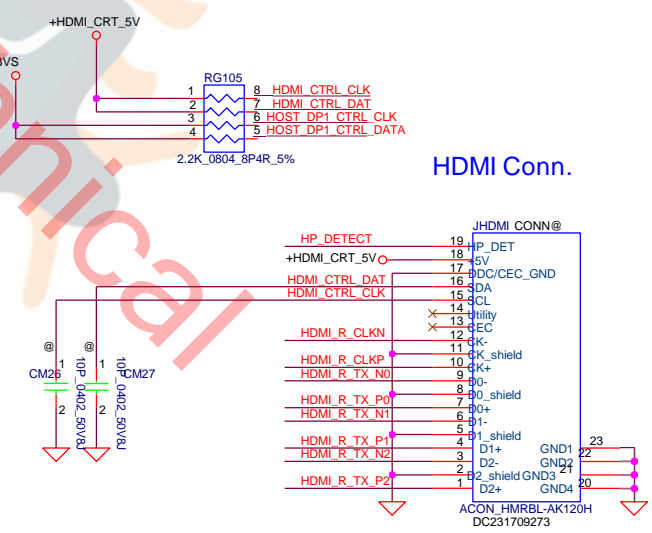 +HDMI_CRT_5V
RG105
1 8 HDMI_CTRL_CLK
2 7 HDMI_CTRL_DAT
3 6 HOST_DP1_CTRL_CLK
4 5 HOST_DP1_CTRL_DATA
2.2K_0804_8P4R_5%
HDMI Conn.
JHDMI CONN@
HP_DETECT 19 HP_DET
+HDMI_CRT_5V 18 +5V
17 DDC/CEC_GND
HDMI_CTRL_DAT 16 SDA
HDMI_CTRL_CLK 15 SCL
14 Utility
13 CEC
HDMI_R_CLKN 12 CK-
11 CK_shield
HDMI_R_CLKP 10 CK+
HDMI_R_TX_N0 9 D0-
8 D0_shield
HDMI_R_TX_P0 7 D0+
HDMI_R_TX_N1 6 D1-
5 D1_shield
HDMI_R_TX_P1 4 D1+ GND1 23
HDMI_R_TX_N2 3 D2- GND2 22
2 D2_shield GND3 21
HDMI_R_TX_P2 1 D2+ GND4 20
ACON_HMRBL-AK120H
DC231709273
@ 1 CM26 2 10P_0402_50V8J
@ 1 CM27 2 10P_0402_50V8J